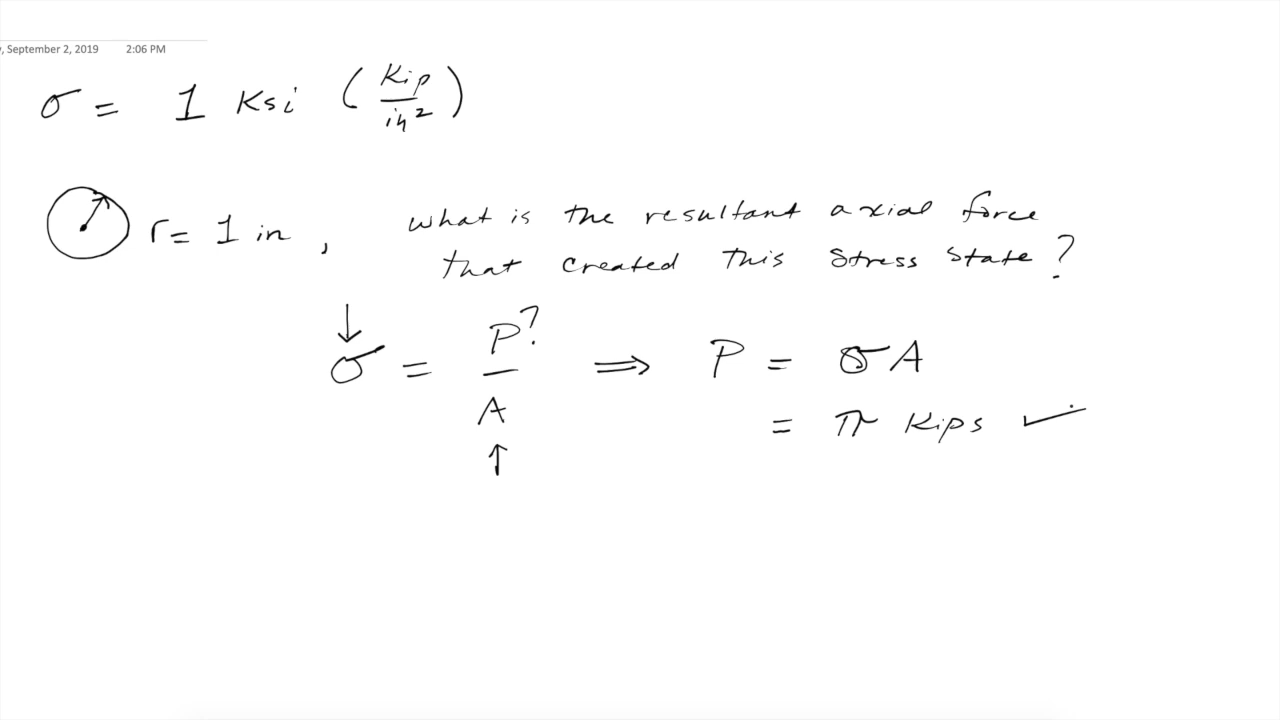 , September 2, 2019 2:06 PM
σ = 1 Ksi (Kip/in²)
r = 1 in, what is the resultant axial force
that created this stress state?
↓
σ = P?/A ⟹ P = σA
↑
= π Kips ✓